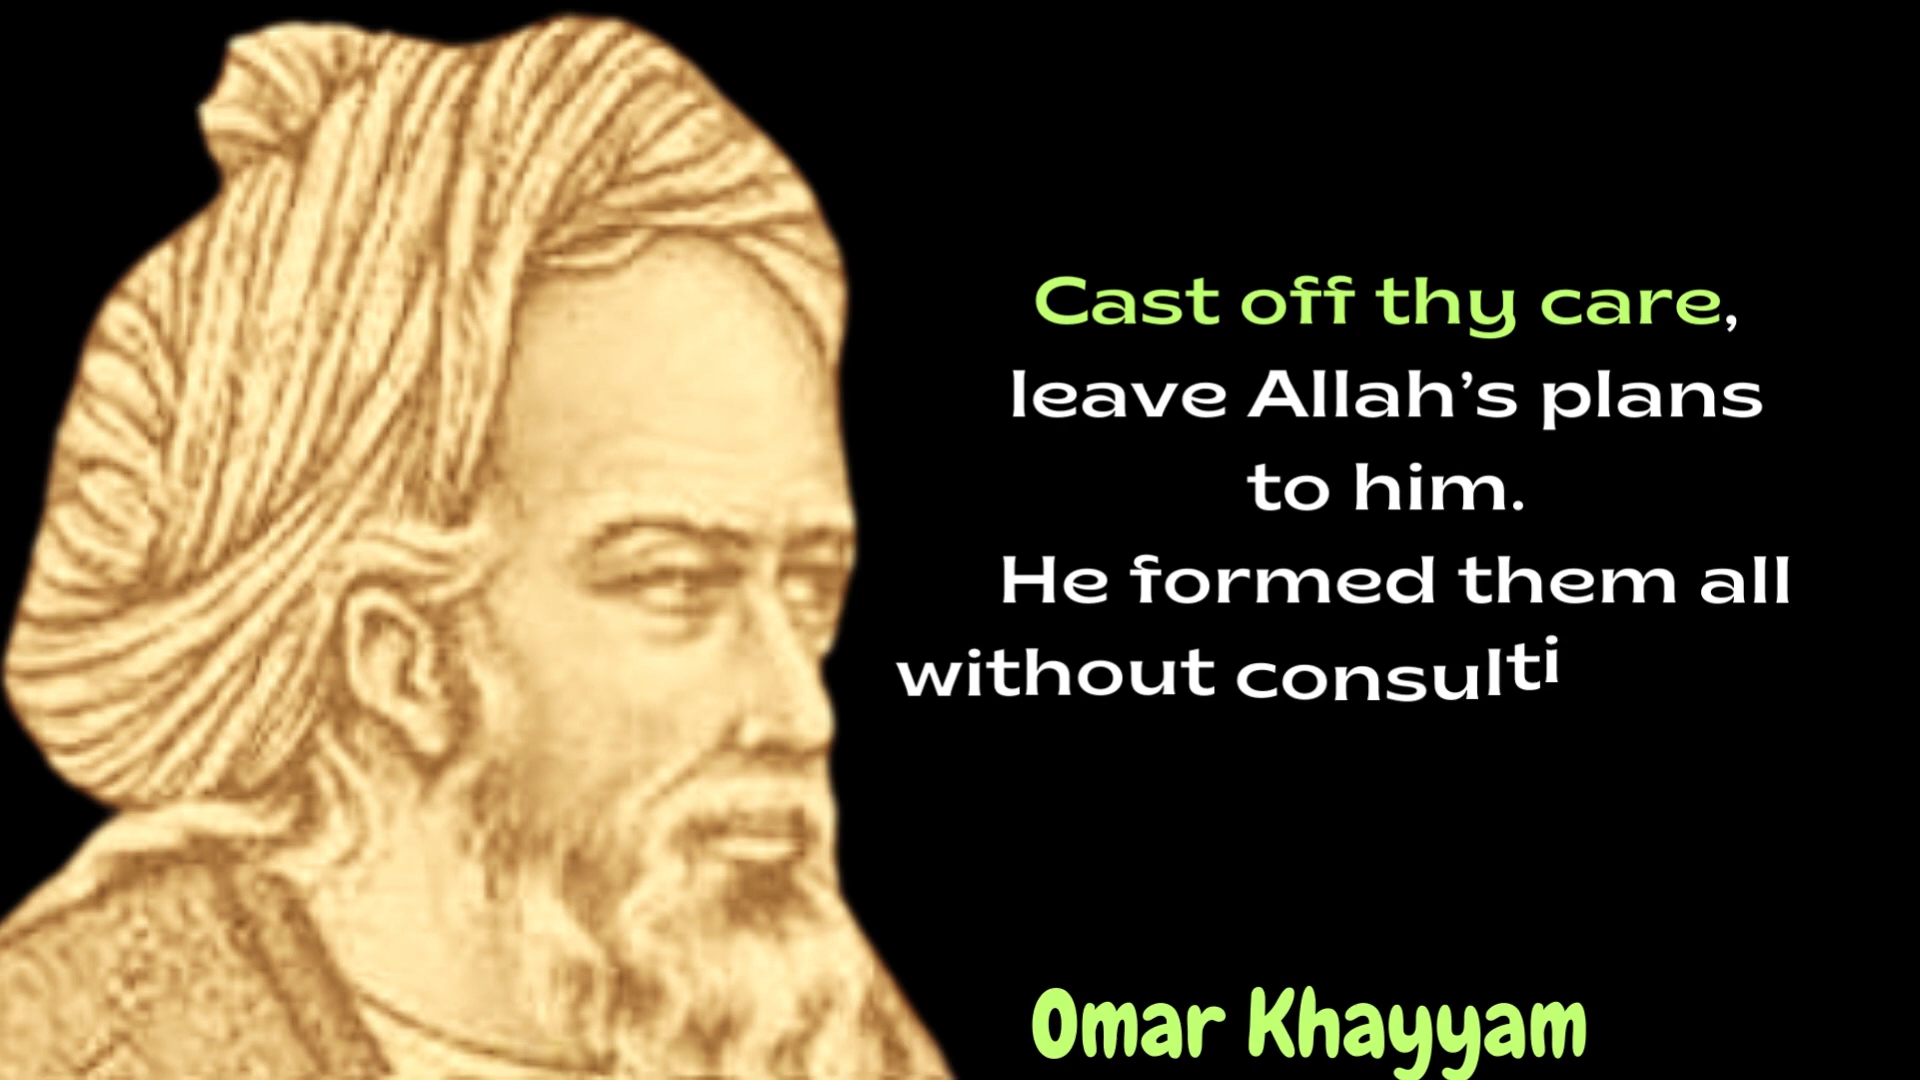 Cast off thy care,
leave Allah’s plans
to him.
He formed them all
without consulti
Omar Khayyam